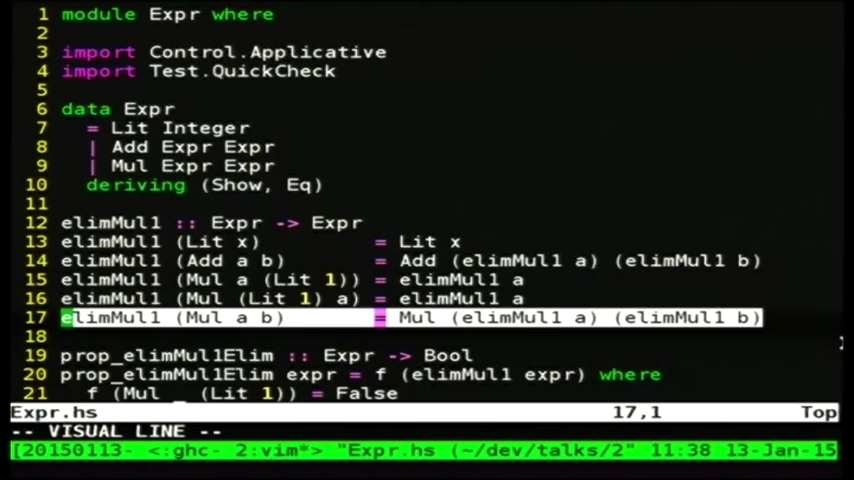 1 module Expr where
2
3 import Control.Applicative
4 import Test.QuickCheck
5
6 data Expr
7   = Lit Integer
8   | Add Expr Expr
9   | Mul Expr Expr
10   deriving (Show, Eq)
11
12 elimMul1 :: Expr -> Expr
13 elimMul1 (Lit x)         = Lit x
14 elimMul1 (Add a b)       = Add (elimMul1 a) (elimMul1 b)
15 elimMul1 (Mul a (Lit 1)) = elimMul1 a
16 elimMul1 (Mul (Lit 1) a) = elimMul1 a
17 elimMul1 (Mul a b)       = Mul (elimMul1 a) (elimMul1 b)
18
19 prop_elimMul1Elim :: Expr -> Bool
20 prop_elimMul1Elim expr = f (elimMul1 expr) where
21   f (Mul _ (Lit 1)) = False
Expr.hs 17,1 Top
-- VISUAL LINE --
[20150113- <:ghc- 2:vim*> "Expr.hs (~/dev/talks/2" 11:38 13-Jan-15